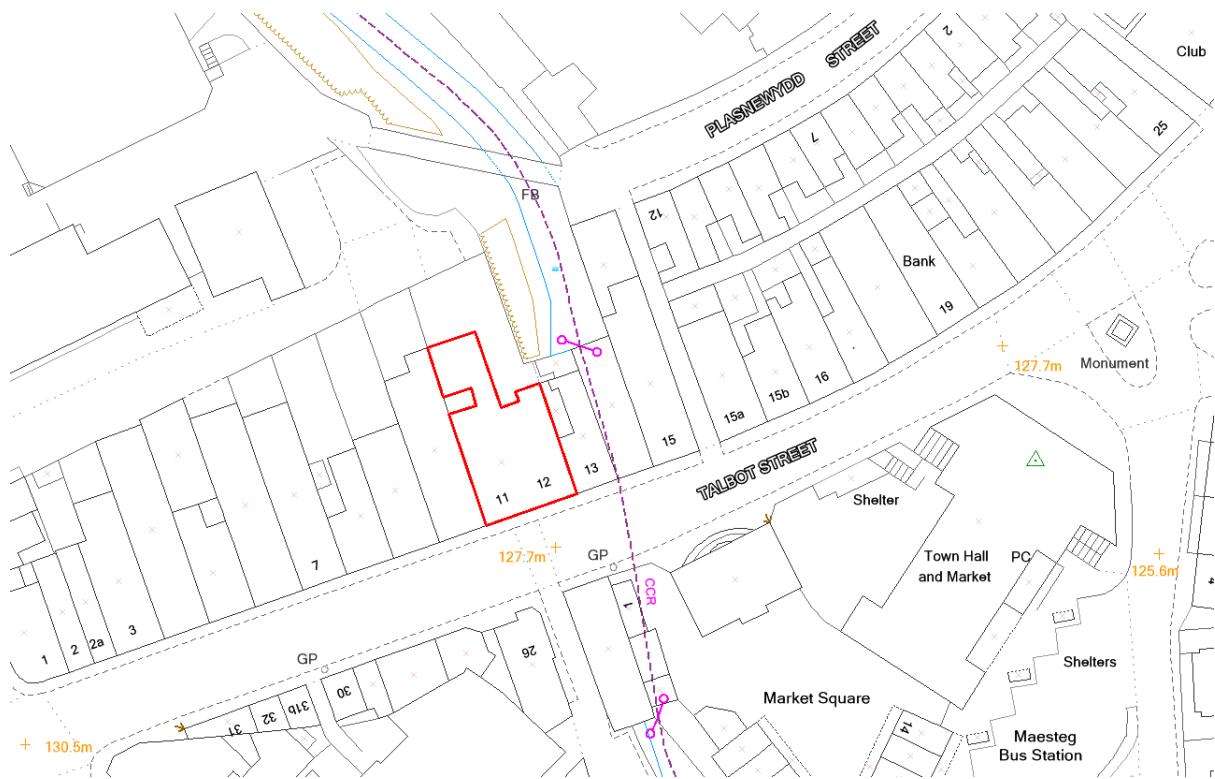 Club
PLASNEWYDD STREET
2
7
12
25
FB
Bank
19
16
15b
15a
15
13
12
11
127.7m
Monument
TALBOT STREET
Shelter
Town Hall
and Market
PC
125.6m
4
127.7m
GP
CCR
1
7
3
2a
2
1
GP
26
30
31b
32
31
130.5m
Shelters
Market Square
14
Maesteg
Bus Station